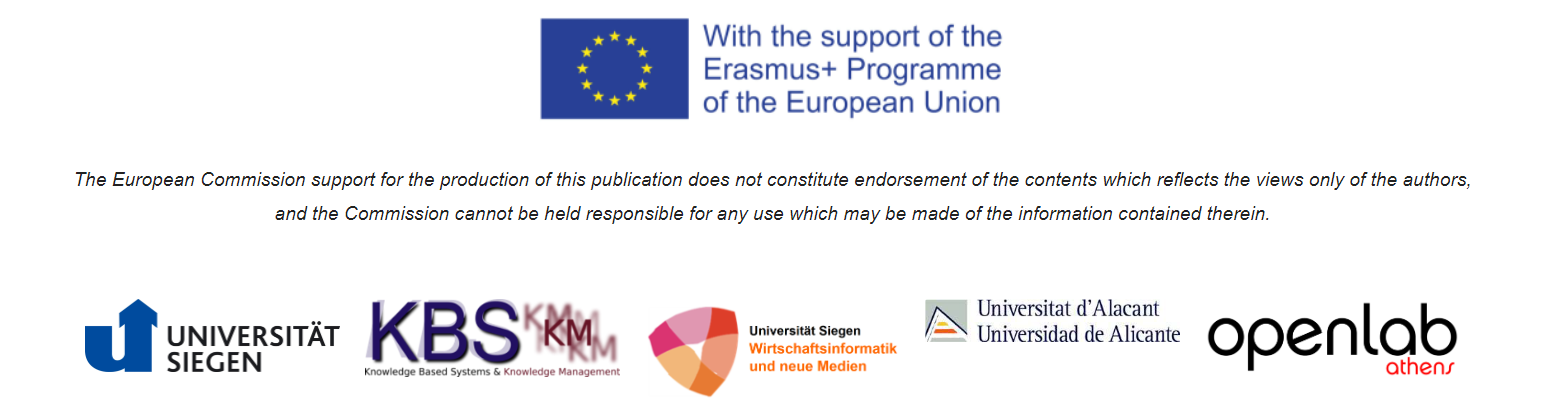 With the support of the
Erasmus+ Programme
of the European Union
The European Commission support for the production of this publication does not constitute endorsement of the contents which reflects the views only of the authors,
and the Commission cannot be held responsible for any use which may be made of the information contained therein.
UNIVERSITÄT
SIEGEN
KBS KM
Knowledge Based Systems & Knowledge Management
Universität Siegen
Wirtschaftsinformatik
und neue Medien
Universitat d'Alacant
Universidad de Alicante
openlab
athens